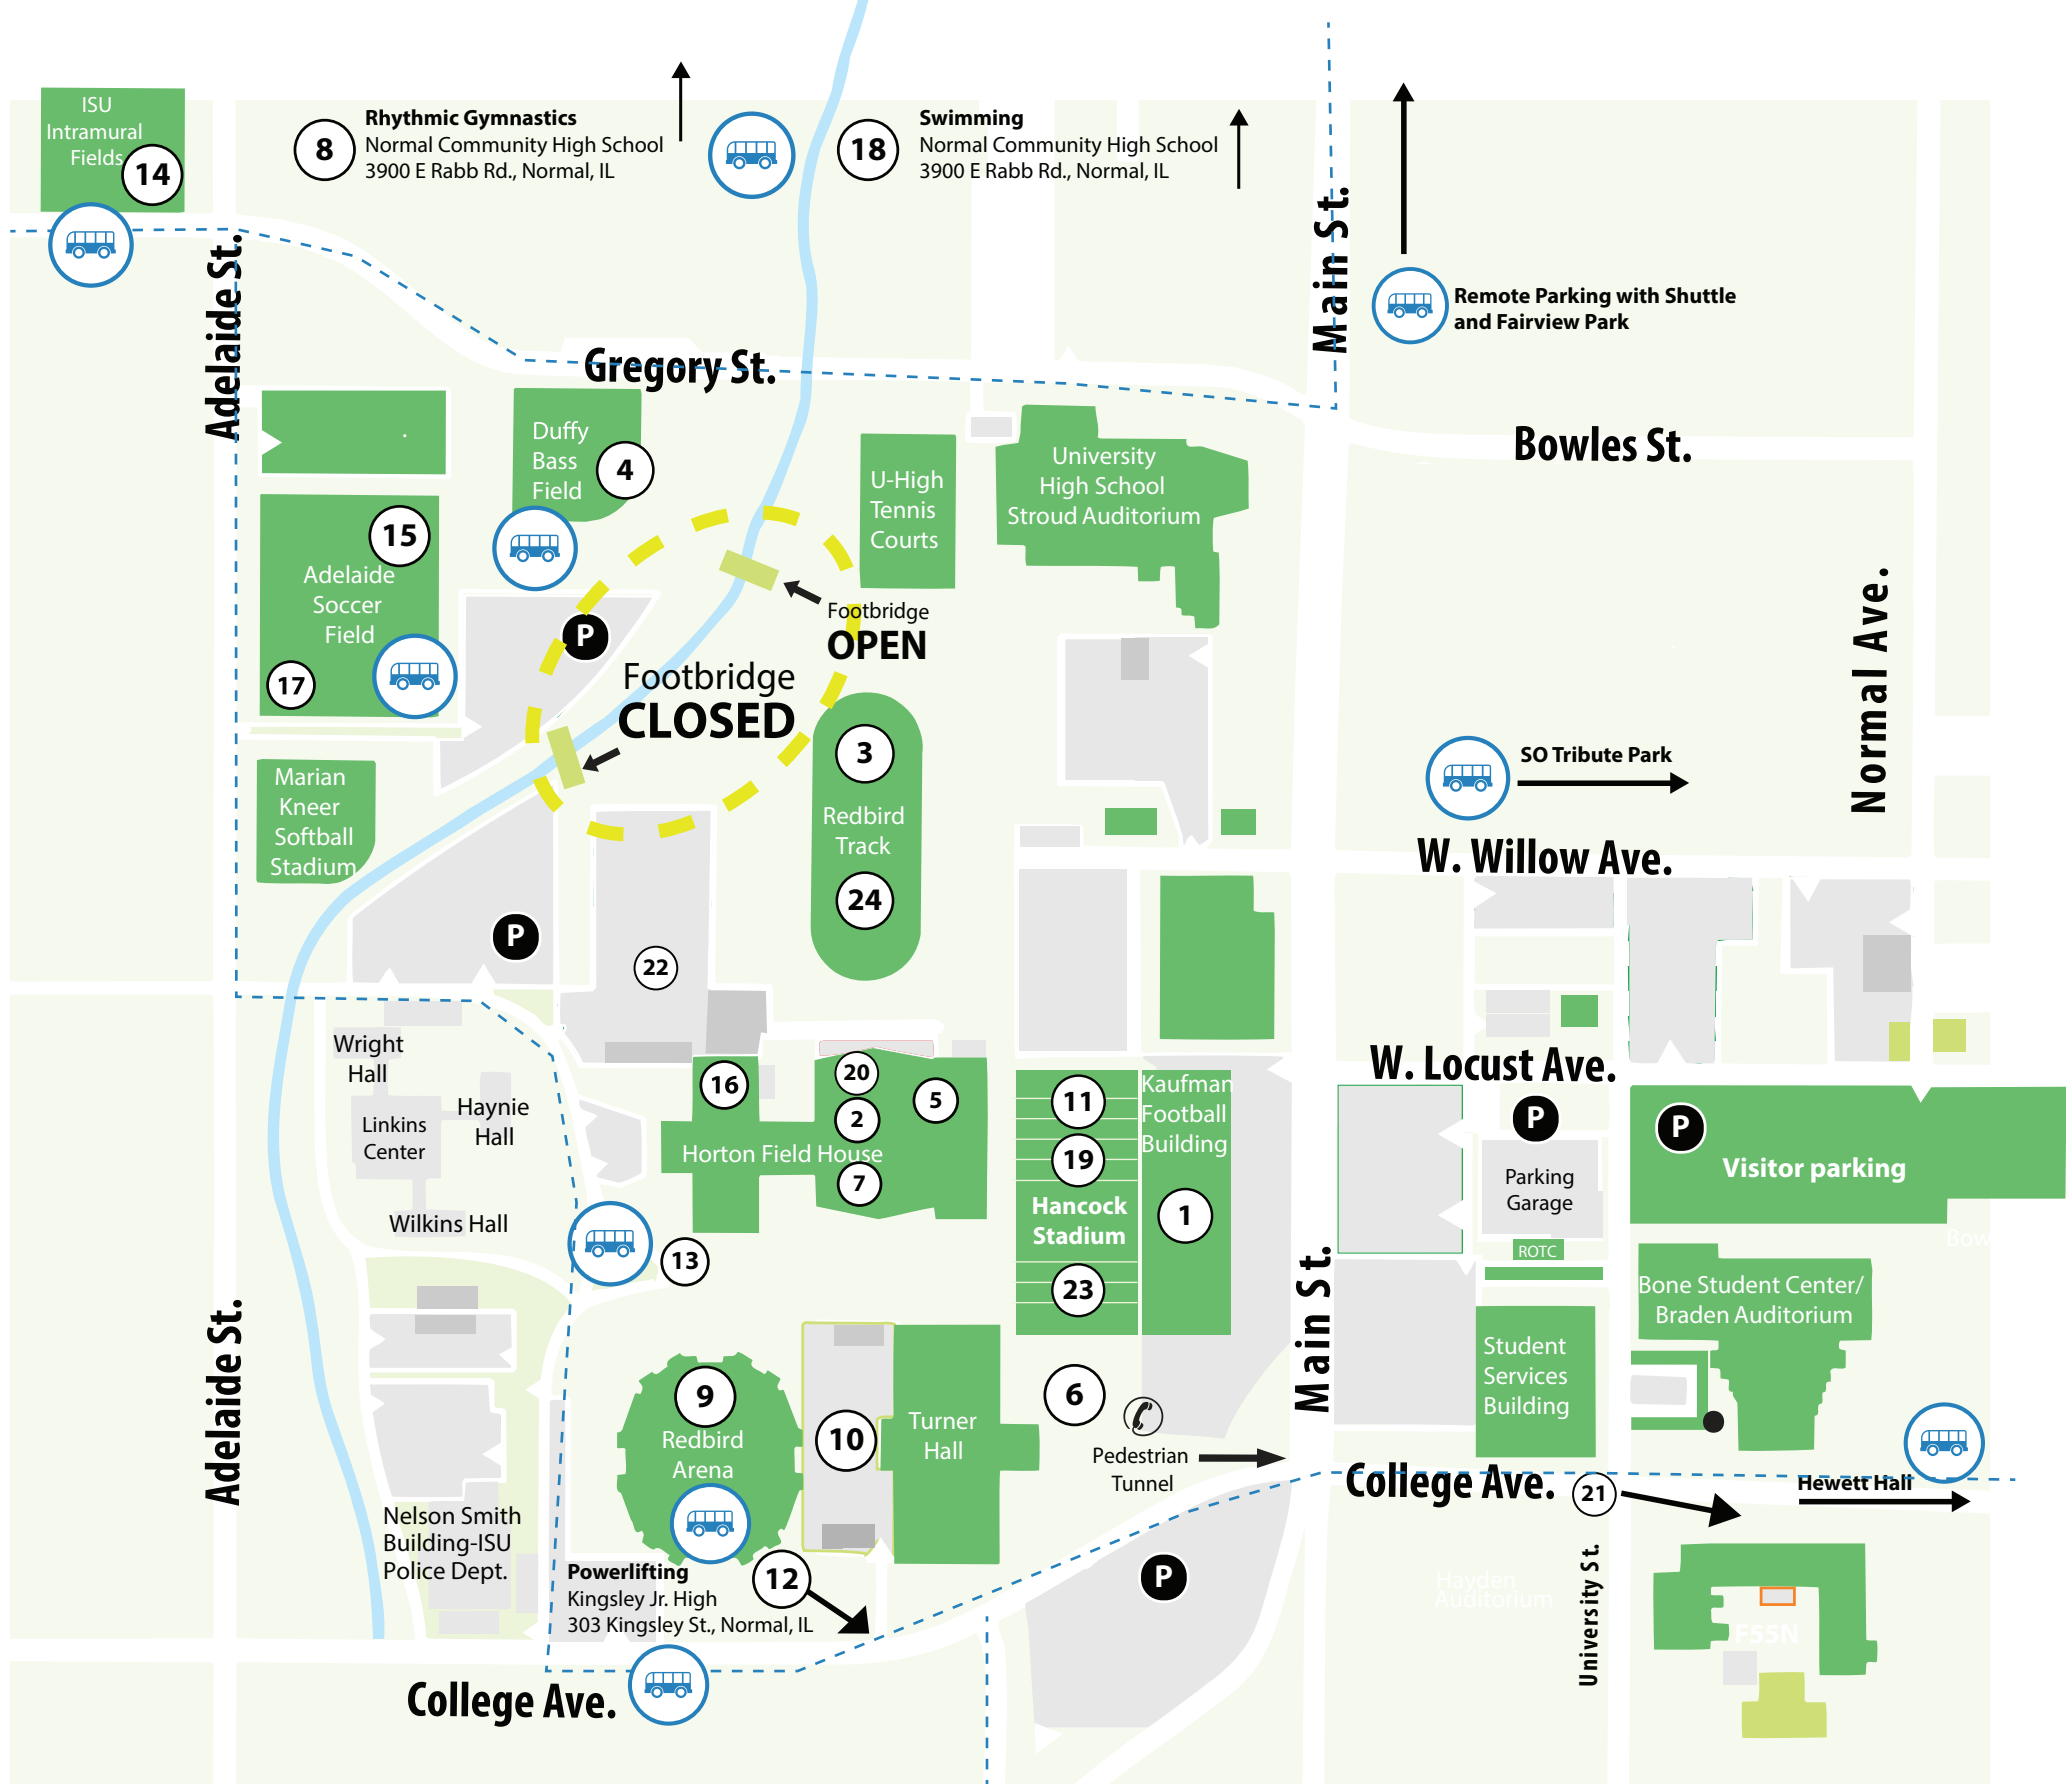 ISU
Intramural
Fields
14
8
Rhythmic Gymnastics
Normal Community High School
3900 E Rabb Rd., Normal, IL
18
Swimming
Normal Community High School
3900 E Rabb Rd., Normal, IL
Main St.
Remote Parking with Shuttle
and Fairview Park
Adelaide St.
Gregory St.
Bowles St.
Duffy
Bass
Field
4
U-High
Tennis
Courts
University
High School
Stroud Auditorium
15
Adelaide
Soccer
Field
17
P
Footbridge
OPEN
Footbridge
CLOSED
Normal Ave.
3
Redbird
Track
24
SO Tribute Park
Marian
Kneer
Softball
Stadium
W. Willow Ave.
P
22
Wright
Hall
Haynie
Hall
Linkins
Center
Wilkins Hall
16
20
2
5
Horton Field House
7
13
11
19
Hancock
Stadium
23
Kaufman
Football
Building
1
W. Locust Ave.
P
Parking
Garage
ROTC
P
Visitor parking
Bow
Bone Student Center/
Braden Auditorium
Student
Services
Building
Main St.
Adelaide St.
9
Redbird
Arena
10
Turner
Hall
6
Pedestrian
Tunnel
College Ave.
21
Hewett Hall
Nelson Smith
Building-ISU
Police Dept.
Powerlifting
Kingsley Jr. High
303 Kingsley St., Normal, IL
12
P
Hayden
Auditorium
University St.
F55N
College Ave.